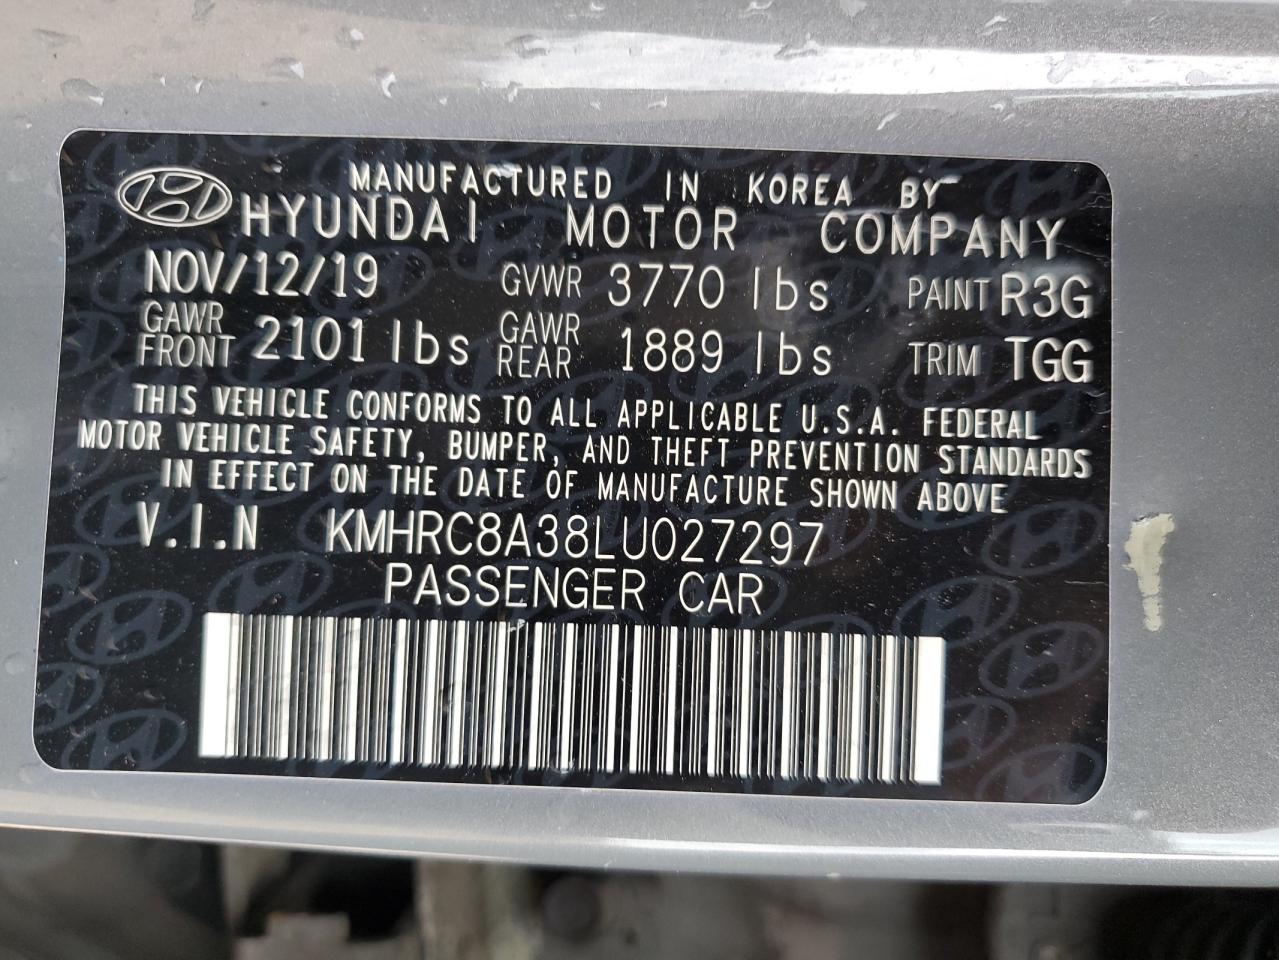 MANUFACTURED IN KOREA BY
HYUNDAI MOTOR COMPANY
NOV/12/19 GVWR 3770 lbs PAINT R3G
GAWR FRONT 2101 lbs GAWR REAR 1889 lbs TRIM TGG
THIS VEHICLE CONFORMS TO ALL APPLICABLE U.S.A. FEDERAL
MOTOR VEHICLE SAFETY, BUMPER, AND THEFT PREVENTION STANDARDS
IN EFFECT ON THE DATE OF MANUFACTURE SHOWN ABOVE
V.I.N KMHRC8A38LU027297
PASSENGER CAR